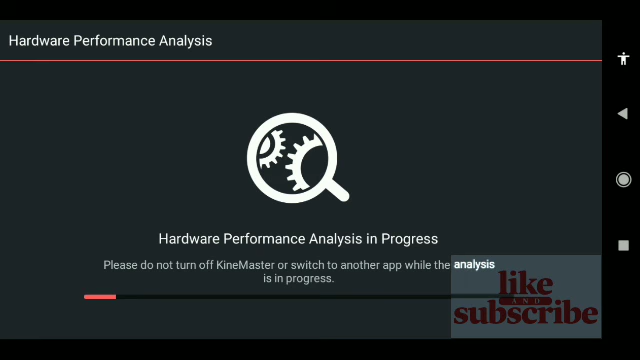 Hardware Performance Analysis
Hardware Performance Analysis in Progress
Please do not turn off KineMaster or switch to another app while the analysis
is in progress.
like
AND
subscribe